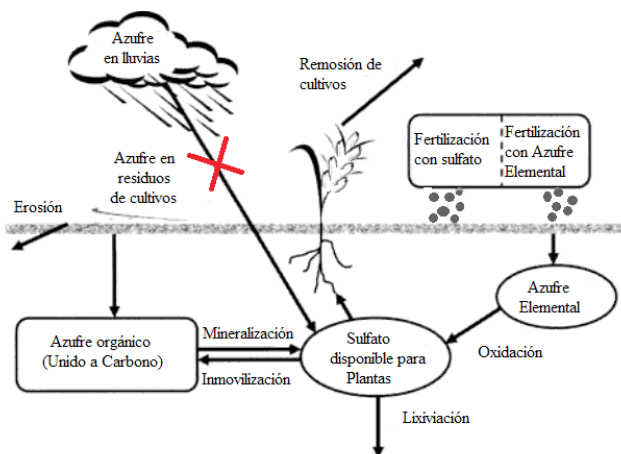 Azufre
en lluvias
Remosión de
cultivos
Fertilización
con sulfato
Fertilización
con Azufre
Elemental
Azufre en
residuos
de cultivos
Erosión
Azufre
Elemental
Azufre orgánico
(Unido a Carbono)
Mineralización
Inmovilización
Sulfato
disponible para
Plantas
Oxidación
Lixiviación